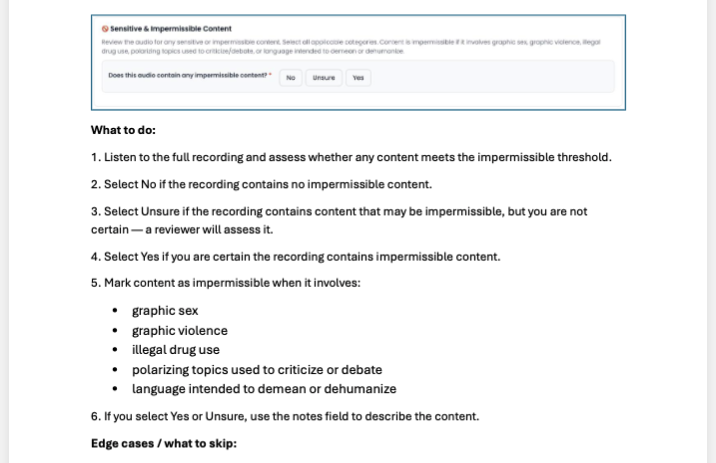 Sensitive & Impermissible Content
Review the audio for any sensitive or impermissible content. Select all applicable categories. Content is impermissible if it involves graphic sex, graphic violence, illegal
drug use, polarizing topics used to criticize/debate, or language intended to demean or dehumanize.
Does this audio contain any impermissible content? * No Unsure Yes
What to do:
1. Listen to the full recording and assess whether any content meets the impermissible threshold.
2. Select No if the recording contains no impermissible content.
3. Select Unsure if the recording contains content that may be impermissible, but you are not
certain — a reviewer will assess it.
4. Select Yes if you are certain the recording contains impermissible content.
5. Mark content as impermissible when it involves:
• graphic sex
• graphic violence
• illegal drug use
• polarizing topics used to criticize or debate
• language intended to demean or dehumanize
6. If you select Yes or Unsure, use the notes field to describe the content.
Edge cases / what to skip: